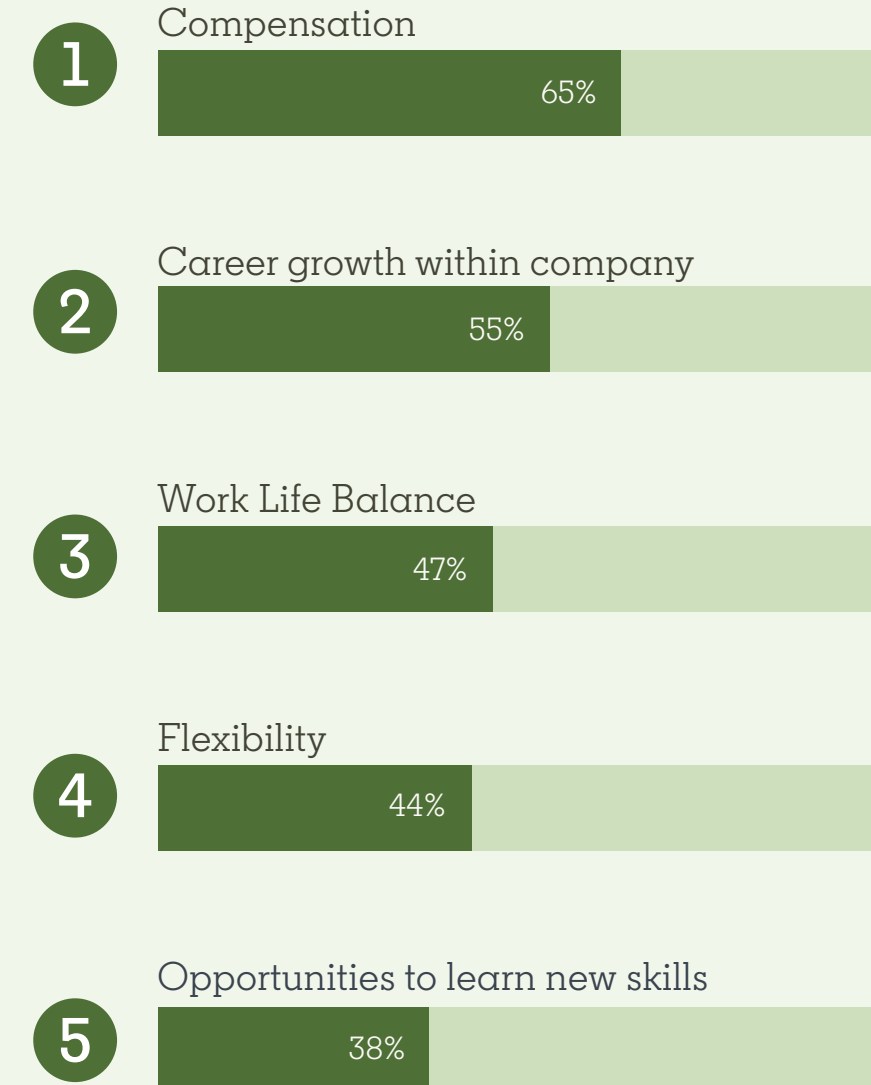 Compensation
1
65%
Career growth within company
2
55%
Work Life Balance
3
47%
Flexibility
4
44%
Opportunities to learn new skills
5
38%